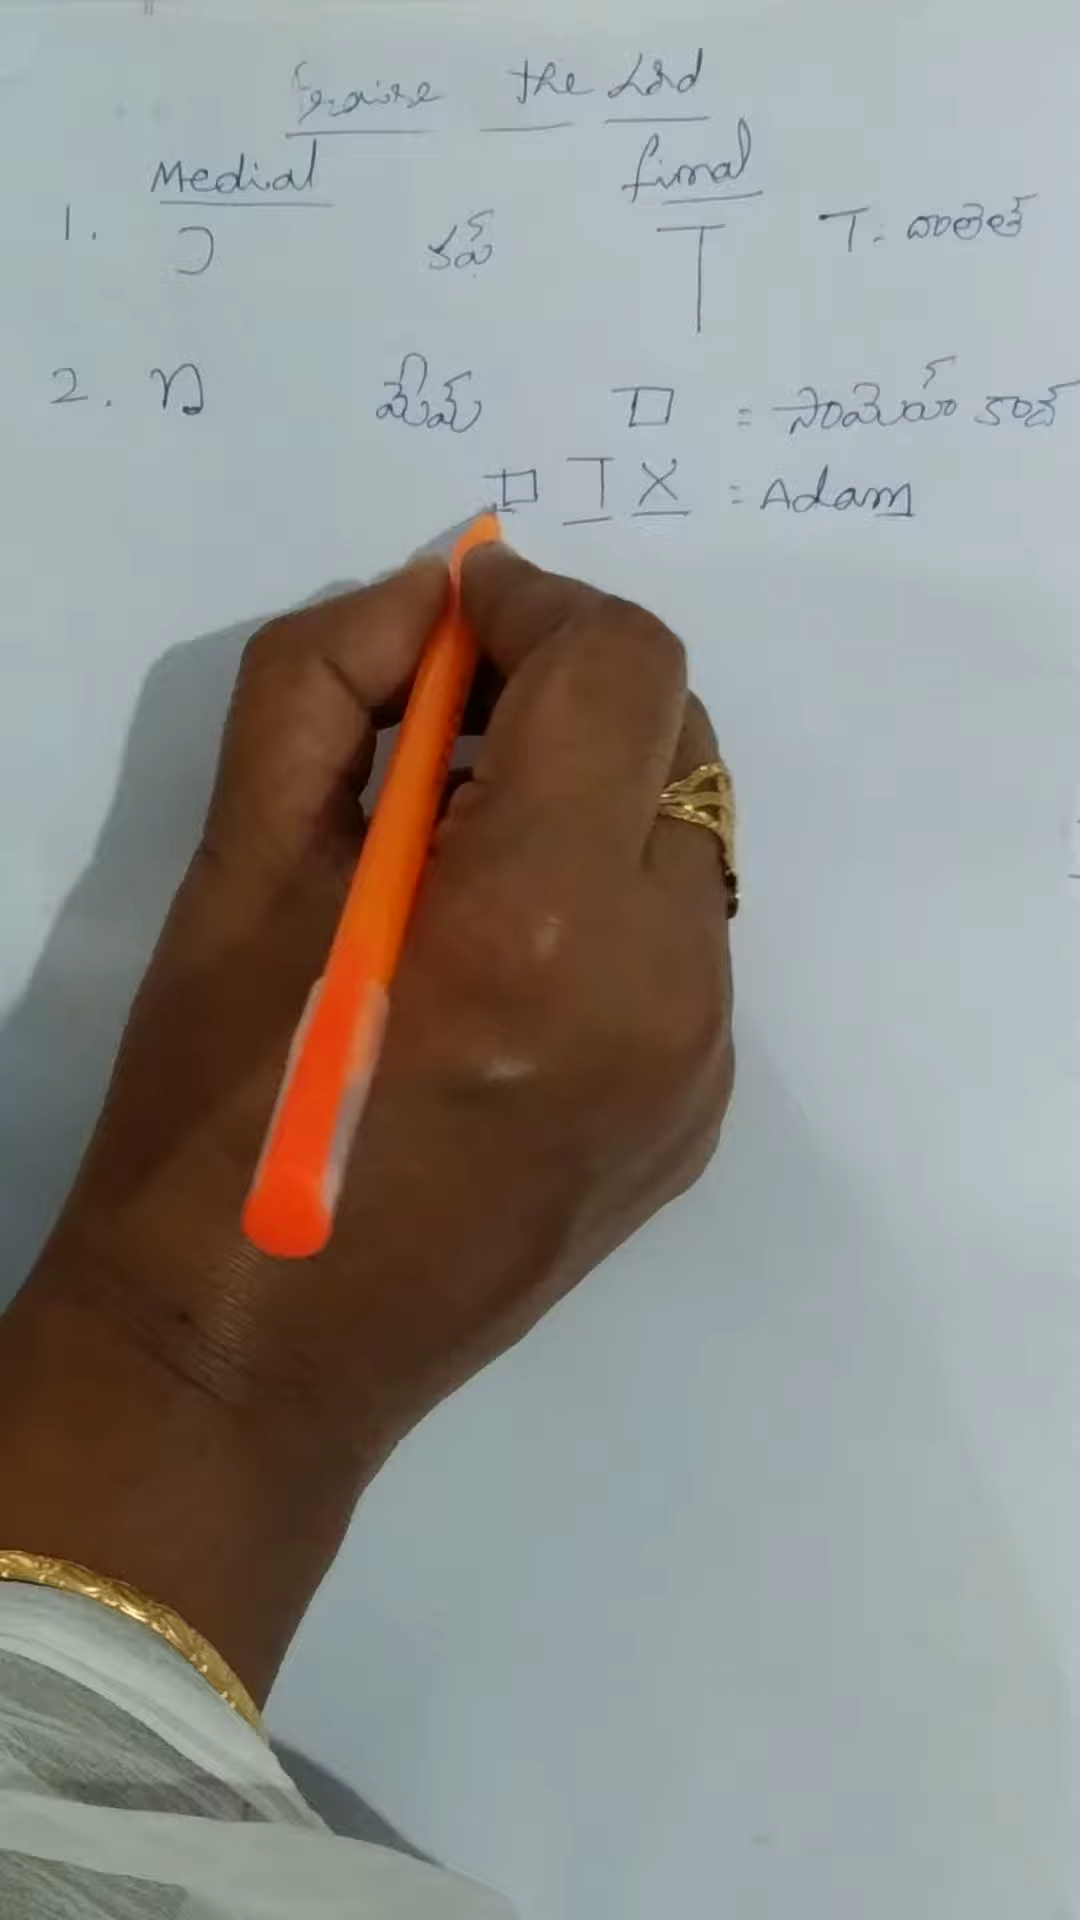 Praise the Lord
Medial final
1. כ కఫ్ ך ך= దాలెత్
2. מ మేమ్ ם = సామెహ్ కాదు
ם ד א = Adam